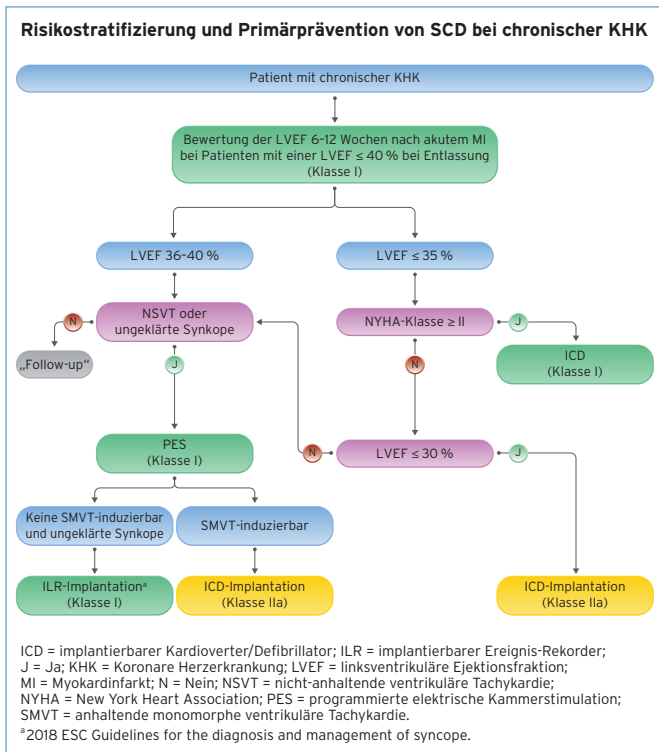 Risikostratifizierung und Primärprävention von SCD bei chronischer KHK
Patient mit chronischer KHK
Bewertung der LVEF 6–12 Wochen nach akutem MI
bei Patienten mit einer LVEF ≤ 40 % bei Entlassung
(Klasse I)
LVEF 36–40 %
LVEF ≤ 35 %
N
NSVT oder
ungeklärte Synkope
NYHA-Klasse ≥ II
J
„Follow-up“
J
N
ICD
(Klasse I)
PES
(Klasse I)
N
LVEF ≤ 30 %
J
Keine SMVT-induzierbar
und ungeklärte Synkope
SMVT-induzierbar
ILR-Implantationᵃ
(Klasse I)
ICD-Implantation
(Klasse IIa)
ICD-Implantation
(Klasse IIa)
ICD = implantierbarer Kardioverter/Defibrillator; ILR = implantierbarer Ereignis-Rekorder;
J = Ja; KHK = Koronare Herzerkrankung; LVEF = linksventrikuläre Ejektionsfraktion;
MI = Myokardinfarkt; N = Nein; NSVT = nicht-anhaltende ventrikuläre Tachykardie;
NYHA = New York Heart Association; PES = programmierte elektrische Kammerstimulation;
SMVT = anhaltende monomorphe ventrikuläre Tachykardie.
ᵃ 2018 ESC Guidelines for the diagnosis and management of syncope.